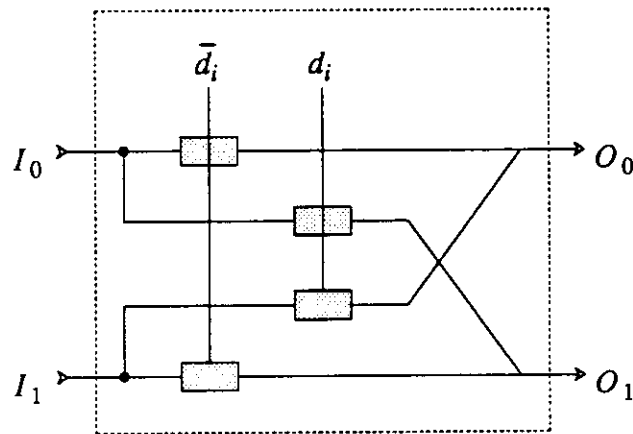 d̄ᵢ
dᵢ
I₀
O₀
I₁
O₁